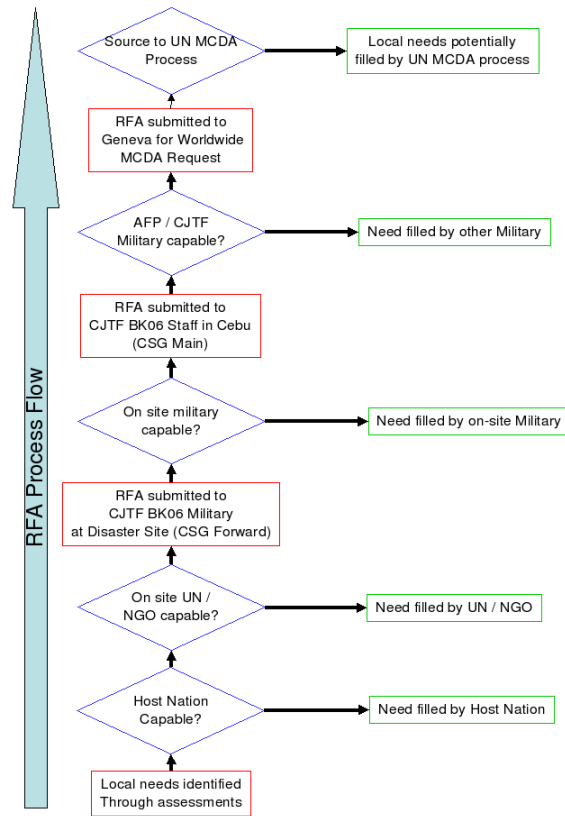 Source to UN MCDA
Process
Local needs potentially
filled by UN MCDA process
RFA submitted to
Geneva for Worldwide
MCDA Request
AFP / CJTF
Military capable?
Need filled by other Military
RFA submitted to
CJTF BK06 Staff in Cebu
(CSG Main)
On site military
capable?
Need filled by on-site Military
RFA submitted to
CJTF BK06 Military
at Disaster Site (CSG Forward)
On site UN /
NGO capable?
Need filled by UN / NGO
Host Nation
Capable?
Need filled by Host Nation
Local needs identified
Through assessments
RFA Process Flow